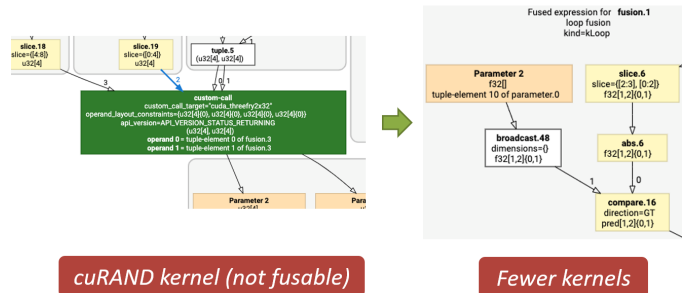 slice.18
slice={[4:8)}
u32[4]
slice.19
slice=([0:4])
u32[4]
1
tuple.5
(u32[4], u32[4])
3
2
0
1
custom-call
custom_call_target="cuda_threefry2x32"
operand_layout_constraints={u32[4]{0}, u32[4]{0}, u32[4]{0}, u32[4]{0}}
api_version=API_VERSION_STATUS_RETURNING
(u32[4], u32[4])
operand 0 = tuple-element 0 of fusion.3
operand 1 = tuple-element 1 of fusion.3
Parameter 2
cuRAND kernel (not fusable)
Fused expression for fusion.1
loop fusion
kind=kLoop
Parameter 2
f32[]
tuple-element 10 of parameter.0
slice.6
slice={[2:3), [0:2]}
f32[1,2]{0,1}
broadcast.48
dimensions={}
f32[1,2]{0,1}
abs.6
f32[1,2]{0,1}
1
0
compare.16
direction=GT
pred[1,2]{0,1}
Fewer kernels